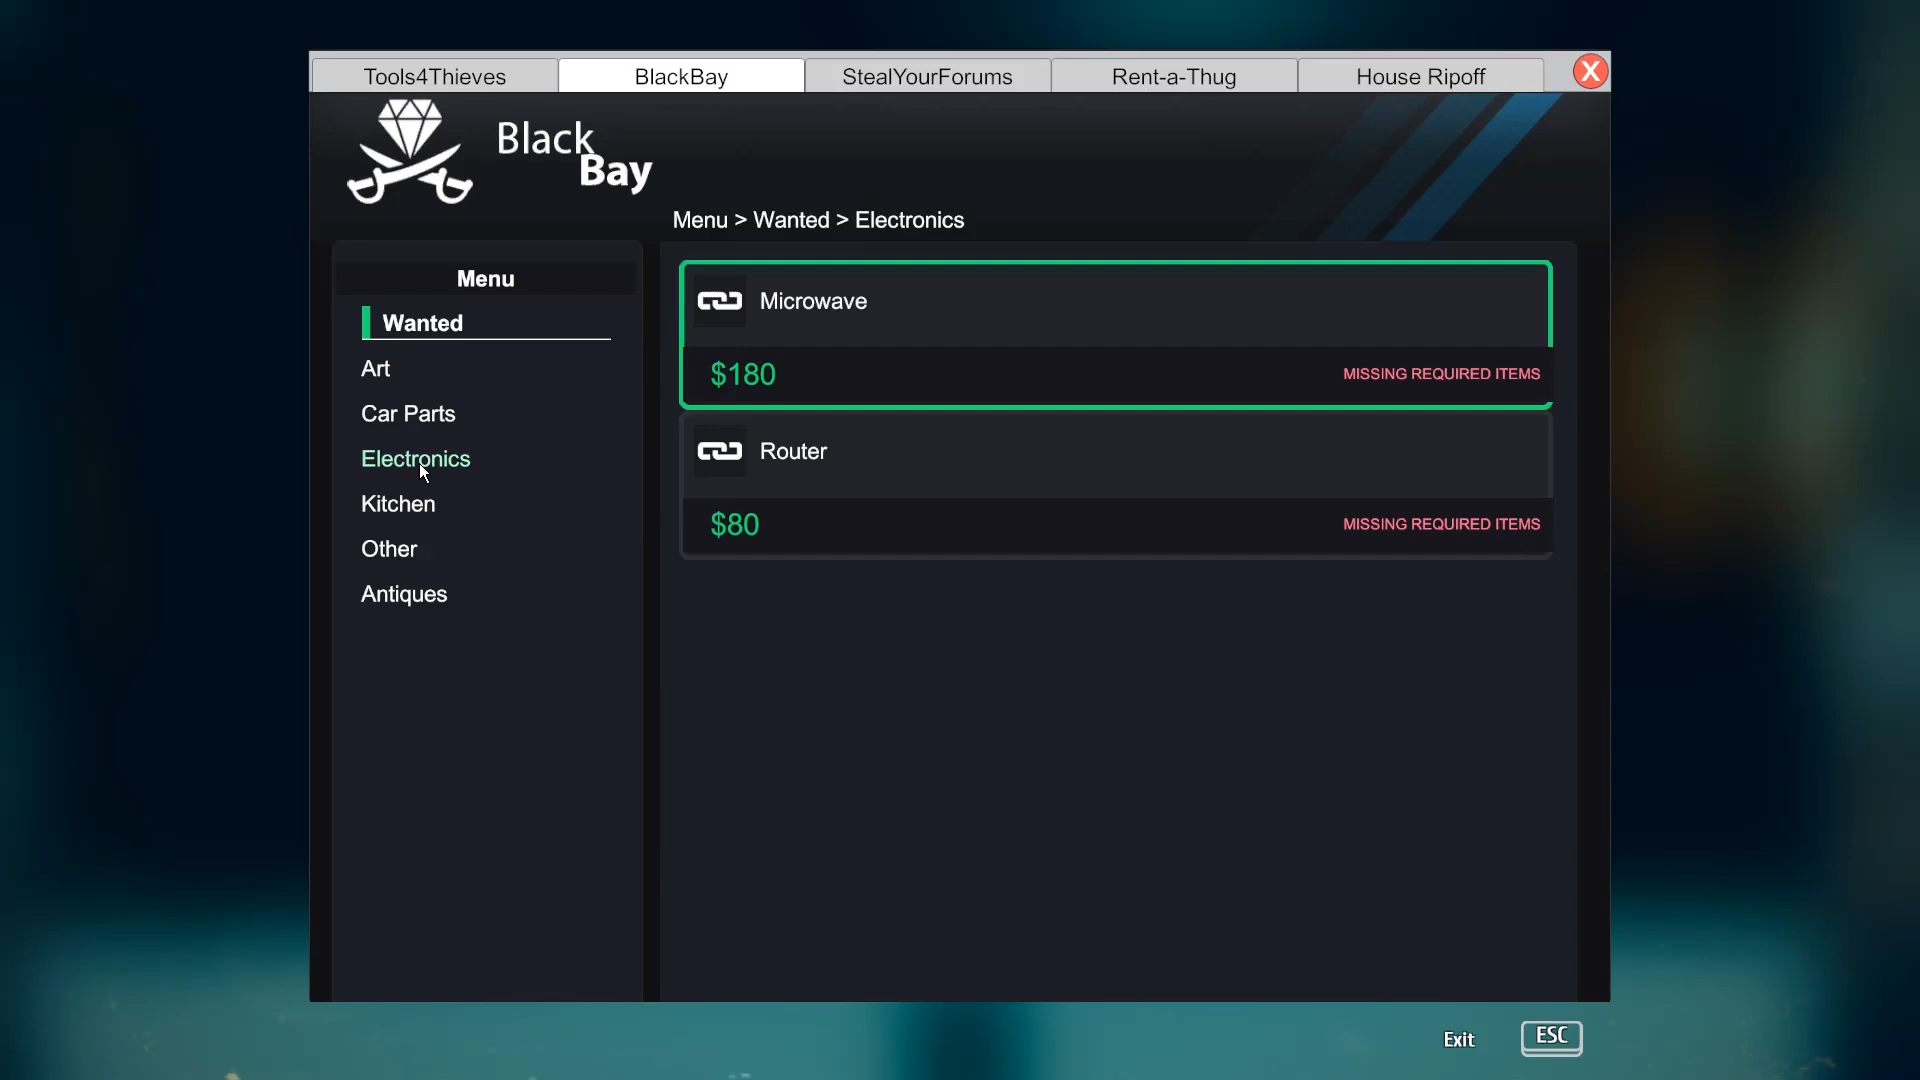 Tools4Thieves
BlackBay
StealYourForums
Rent-a-Thug
House Ripoff
X
Black
Bay
Menu > Wanted > Electronics
Menu
Wanted
Art
Car Parts
Electronics
Kitchen
Other
Antiques
Microwave
$180
MISSING REQUIRED ITEMS
Router
$80
MISSING REQUIRED ITEMS
Exit
ESC